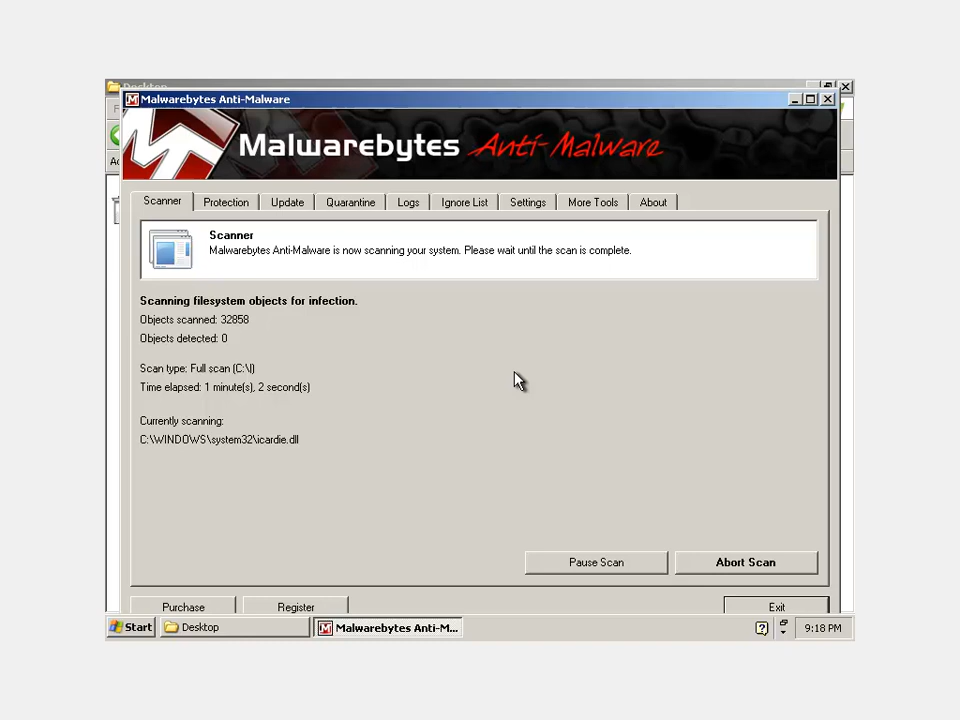 Desktop
Malwarebytes Anti-Malware
Malwarebytes Anti-Malware
Scanner Protection Update Quarantine Logs Ignore List Settings More Tools About
Scanner
Malwarebytes Anti-Malware is now scanning your system. Please wait until the scan is complete.
Scanning filesystem objects for infection.
Objects scanned: 32858
Objects detected: 0
Scan type: Full scan (C:\|)
Time elapsed: 1 minute(s), 2 second(s)
Currently scanning:
C:\WINDOWS\system32\icardie.dll
Pause Scan Abort Scan
Purchase Register Exit
Start Desktop Malwarebytes Anti-M... 9:18 PM